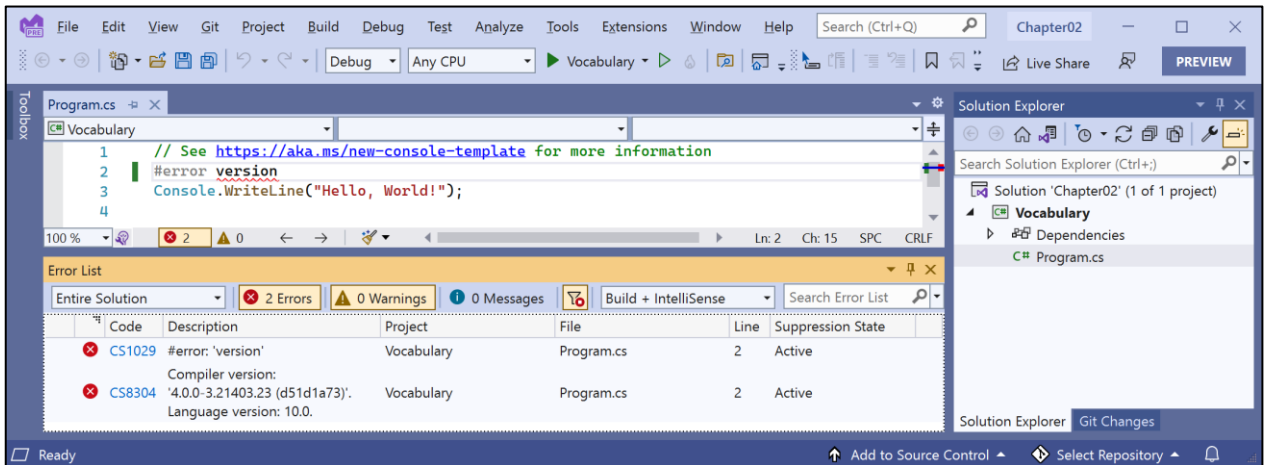 PRE File Edit View Git Project Build Debug Test Analyze Tools Extensions Window Help Search (Ctrl+Q) Chapter02
Debug Any CPU Vocabulary Live Share PREVIEW
Toolbox
Program.cs
C# Vocabulary
1 // See https://aka.ms/new-console-template for more information
2 #error version
3 Console.WriteLine("Hello, World!");
4
100 % 2 0 Ln: 2 Ch: 15 SPC CRLF
Error List
Entire Solution 2 Errors 0 Warnings 0 Messages Build + IntelliSense Search Error List
Code Description Project File Line Suppression State
CS1029 #error: 'version' Vocabulary Program.cs 2 Active
Compiler version:
CS8304 '4.0.0-3.21403.23 (d51d1a73)'. Vocabulary Program.cs 2 Active
Language version: 10.0.
Solution Explorer
Search Solution Explorer (Ctrl+;)
Solution 'Chapter02' (1 of 1 project)
C# Vocabulary
Dependencies
C# Program.cs
Solution Explorer Git Changes
Ready Add to Source Control Select Repository